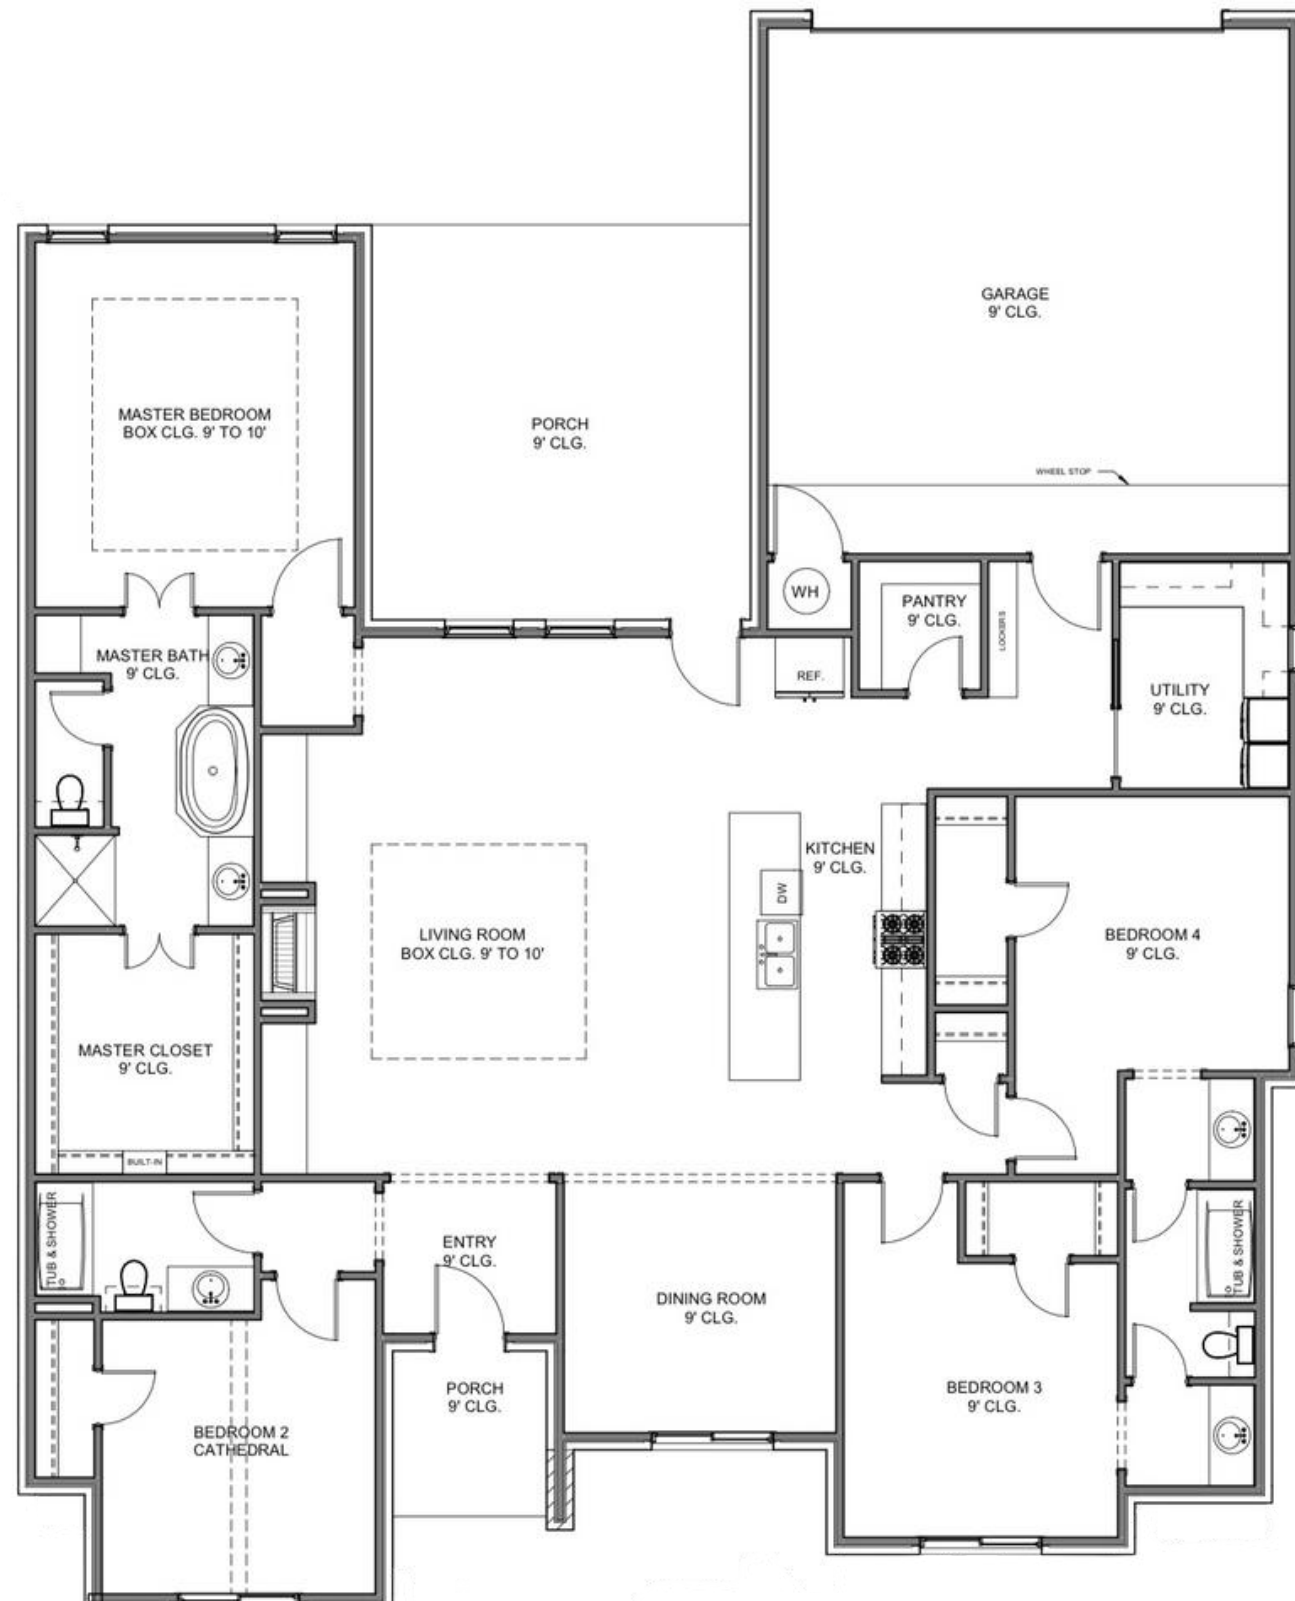 GARAGE
9' CLG.
MASTER BEDROOM
BOX CLG. 9' TO 10'
PORCH
9' CLG.
WHEEL STOP
WH
PANTRY
9' CLG.
LOCKERS
MASTER BATH
9' CLG.
REF.
UTILITY
9' CLG.
KITCHEN
9' CLG.
DW
LIVING ROOM
BOX CLG. 9' TO 10'
BEDROOM 4
9' CLG.
MASTER CLOSET
9' CLG.
BUILT-IN
TUB & SHOWER
ENTRY
9' CLG.
TUB & SHOWER
DINING ROOM
9' CLG.
PORCH
9' CLG.
BEDROOM 3
9' CLG.
BEDROOM 2
CATHEDRAL